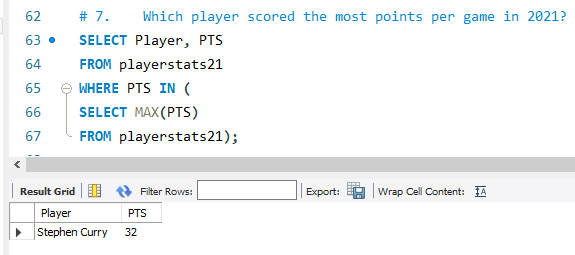 62 # 7. Which player scored the most points per game in 2021?
63 SELECT Player, PTS
64 FROM playerstats21
65 WHERE PTS IN (
66 SELECT MAX(PTS)
67 FROM playerstats21);
Result Grid Filter Rows: Export: Wrap Cell Content: IA
Player PTS
Stephen Curry 32